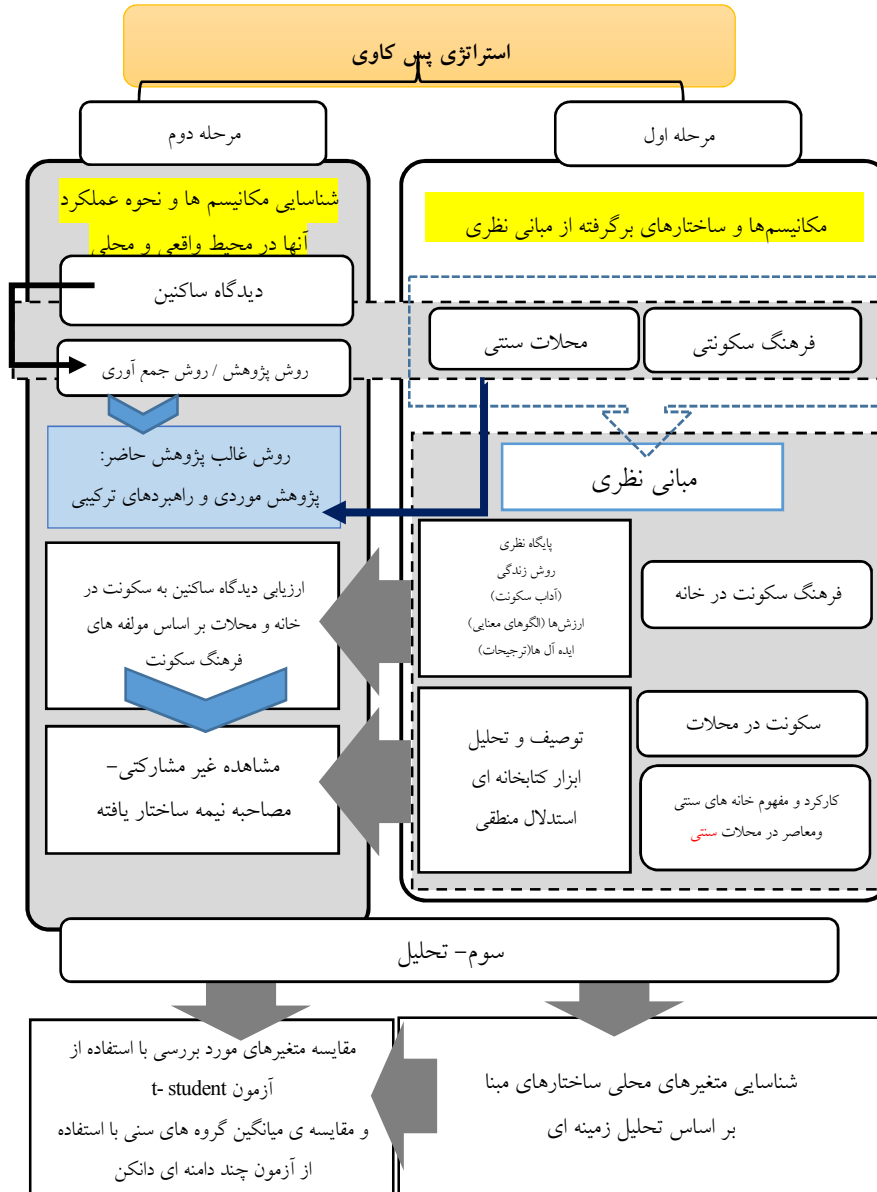 استراتژی پس کاوی
مرحله اول
مرحله دوم
مکانیسم‌ها و ساختارهای برگرفته از مبانی نظری
شناسایی مکانیسم ها و نحوه عملکرد
آنها در محیط واقعی و محلی
دیدگاه ساکنین
فرهنگ سکونتی
محلات سنتی
روش پژوهش / روش جمع آوری
مبانی نظری
روش غالب پژوهش حاضر:
پژوهش موردی و راهبردهای ترکیبی
پایگاه نظری
روش زندگی
(آداب سکونت)
ارزش‌ها (الگوهای معنایی)
ایده آل ها(ترجیحات)
فرهنگ سکونت در خانه
ارزیابی دیدگاه ساکنین به سکونت در
خانه و محلات بر اساس مولفه های
فرهنگ سکونت
سکونت در محلات
توصیف و تحلیل
ابزار کتابخانه ای
استدلال منطقی
کارکرد و مفهوم خانه های سنتی
ومعاصر در محلات سنتی
مشاهده غیر مشارکتی-
مصاحبه نیمه ساختار یافته
سوم- تحلیل
شناسایی متغیرهای محلی ساختارهای مبنا
بر اساس تحلیل زمینه ای
مقایسه متغیرهای مورد بررسی با استفاده از
آزمون t- student
و مقایسه ی میانگین گروه های سنی با استفاده
از آزمون چند دامنه ای دانکن